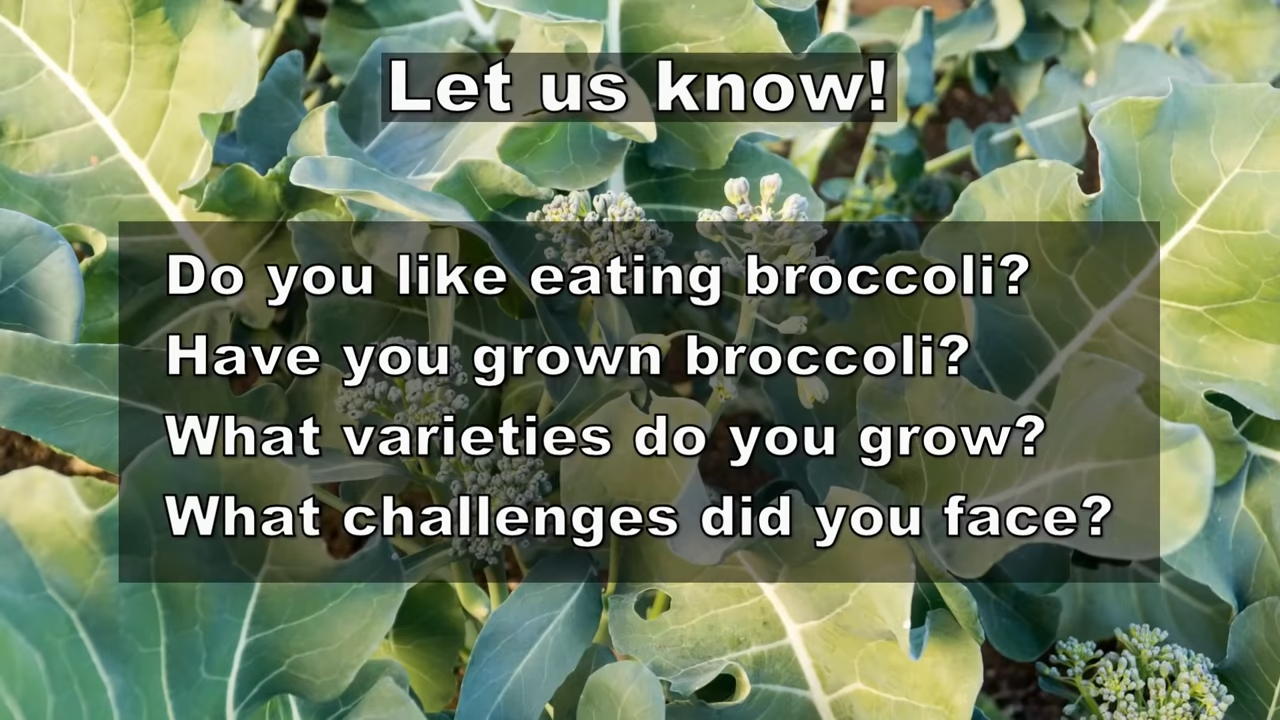 Let us know!
Do you like eating broccoli?
Have you grown broccoli?
What varieties do you grow?
What challenges did you face?